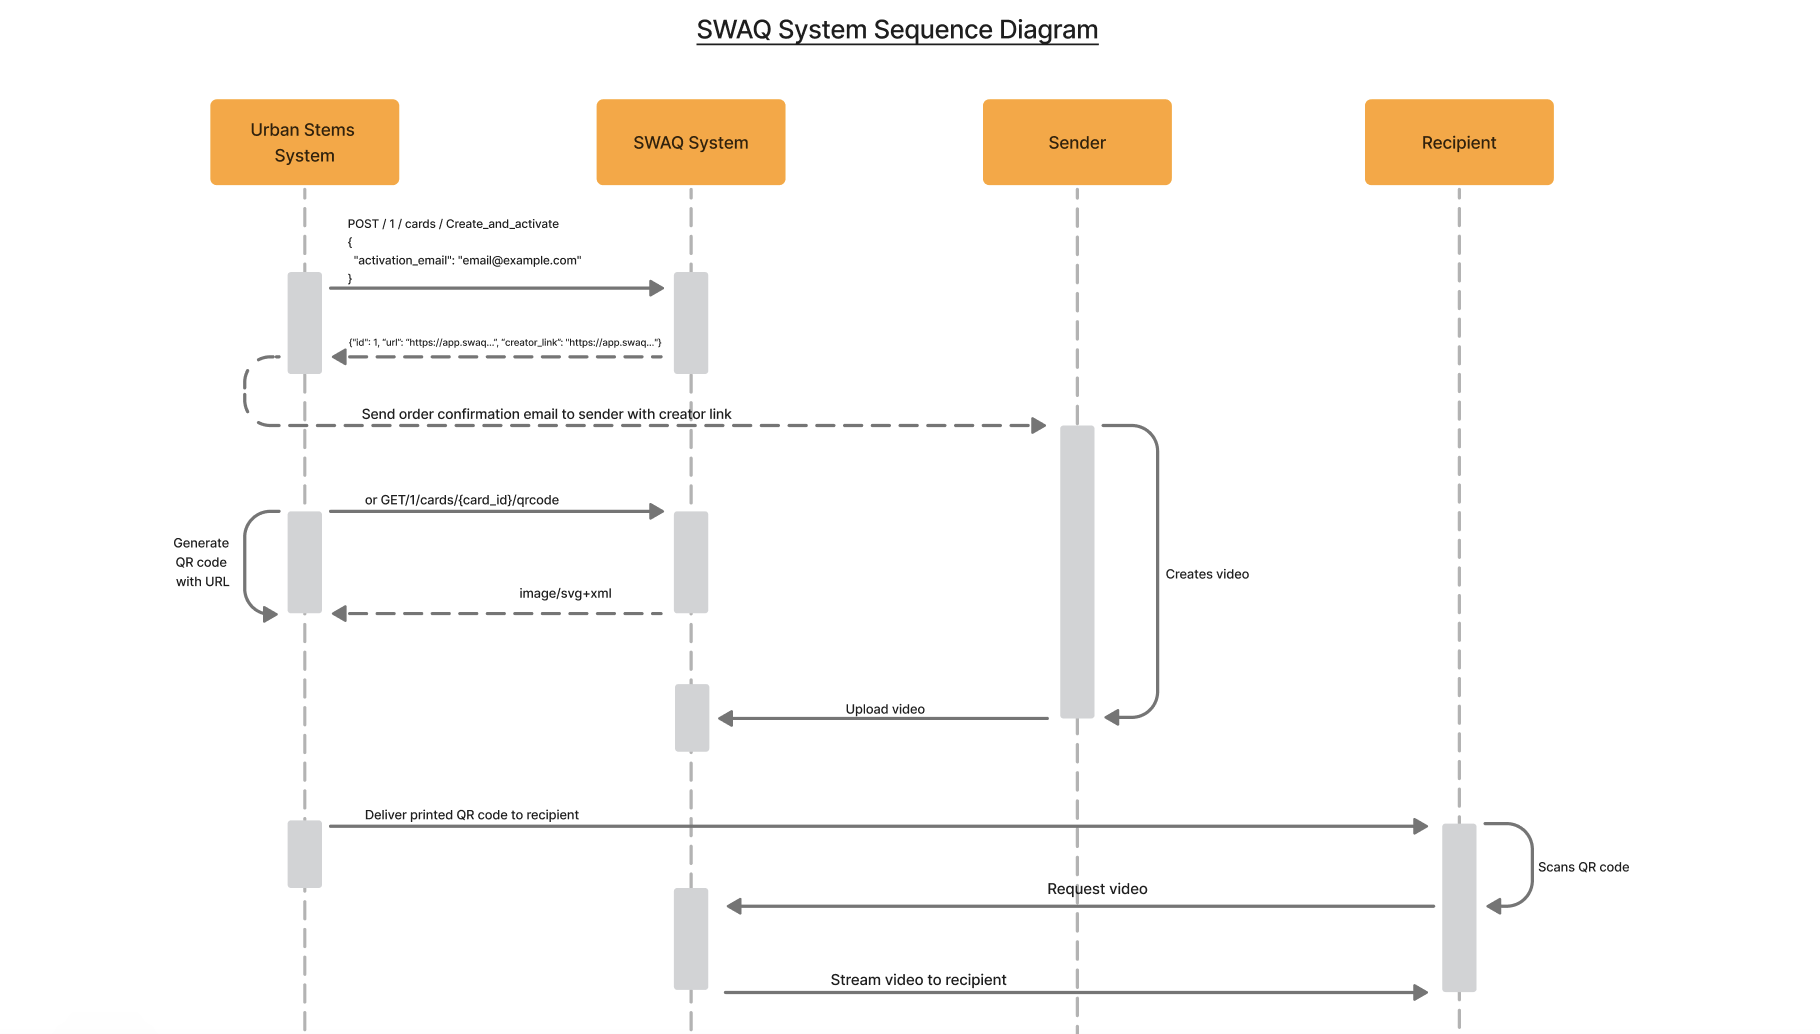 SWAQ System Sequence Diagram
Urban Stems
System
SWAQ System
Sender
Recipient
POST / 1 / cards / Create_and_activate
{
"activation_email": "email@example.com"
}
{"id": 1, "url": "https://app.swaq...", "creator_link": "https://app.swaq..."}
Send order confirmation email to sender with creator link
or GET/1/cards/{card_id}/qrcode
Generate
QR code
with URL
image/svg+xml
Creates video
Upload video
Deliver printed QR code to recipient
Scans QR code
Request video
Stream video to recipient